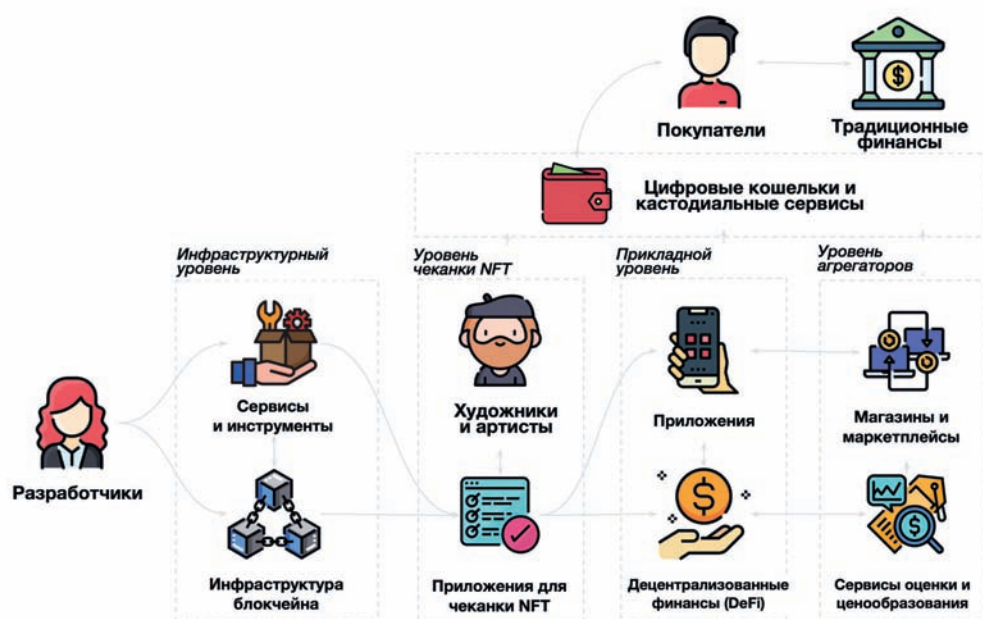 Покупатели
Традиционные
финансы
Цифровые кошельки и
кастодиальные сервисы
Инфраструктурный
уровень
Уровень
чеканки NFT
Прикладной
уровень
Уровень
агрегаторов
Разработчики
Сервисы
и инструменты
Художники
и артисты
Приложения
Магазины и
маркетплейсы
Инфраструктура
блокчейна
Приложения для
чеканки NFT
Децентрализованные
финансы (DeFi)
Сервисы оценки и
ценообразования